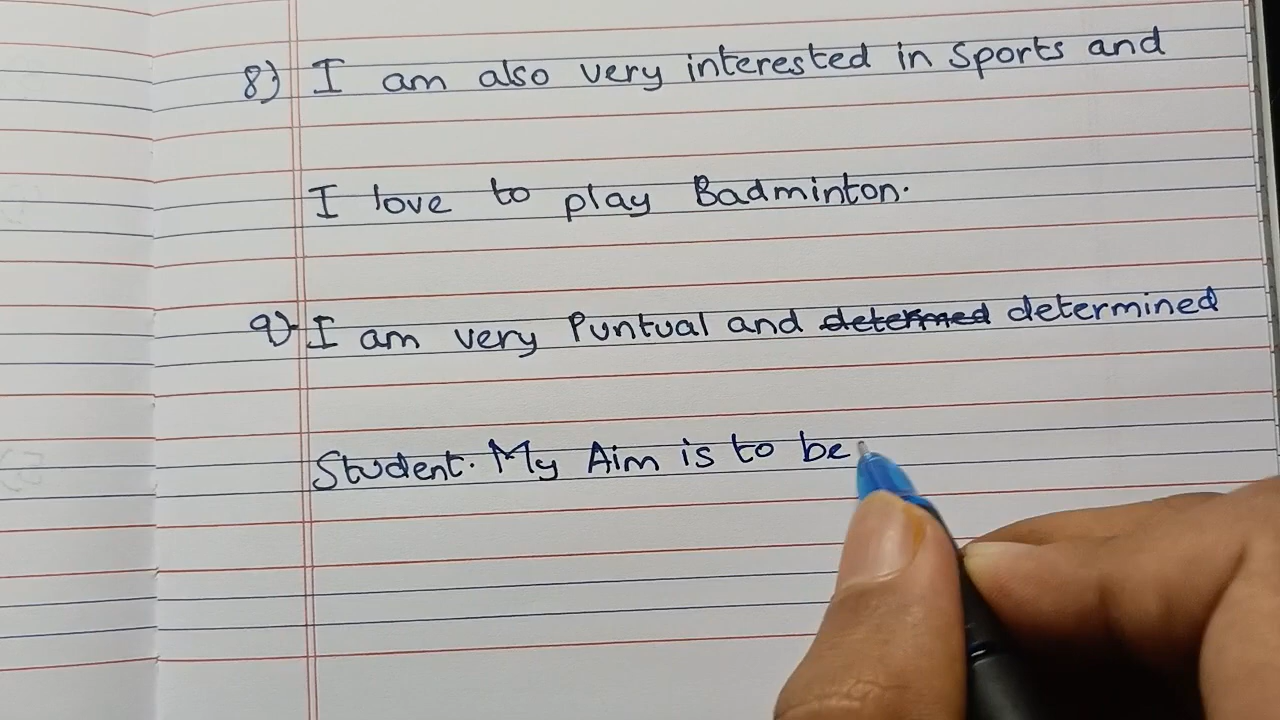 8) I am also very interested in Sports and
I love to play Badminton.
9) I am very Puntual and determed determined
Student. My Aim is to be